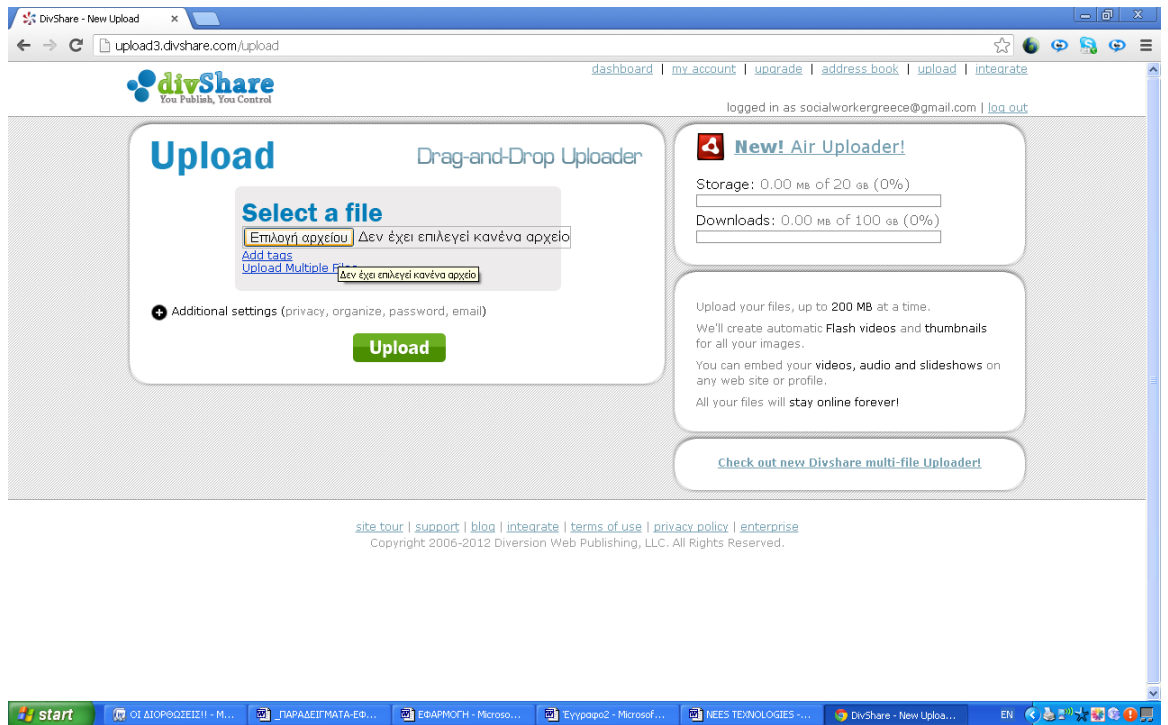 DivShare - New Upload
upload3.divshare.com/upload
divShare
You Publish, You Control
dashboard | my account | upgrade | address book | upload | integrate
logged in as socialworkergreece@gmail.com | log out
Upload
Drag-and-Drop Uploader
Select a file
Επιλογή αρχείου Δεν έχει επιλεγεί κανένα αρχείο
Add tags
Upload Multiple Files
Δεν έχει επιλεγεί κανένα αρχείο
Additional settings (privacy, organize, password, email)
Upload
New! Air Uploader!
Storage: 0.00 MB of 20 GB (0%)
Downloads: 0.00 MB of 100 GB (0%)
Upload your files, up to 200 MB at a time.
We'll create automatic Flash videos and thumbnails
for all your images.
You can embed your videos, audio and slideshows on
any web site or profile.
All your files will stay online forever!
Check out new Divshare multi-file Uploader!
site tour | support | blog | integrate | terms of use | privacy policy | enterprise
Copyright 2006-2012 Diversion Web Publishing, LLC. All Rights Reserved.
start
ΟΙ ΔΙΟΡΘΩΣΕΙΣ!! - M...
_ΠΑΡΑΔΕΙΓΜΑΤΑ-ΕΦ...
ΕΦΑΡΜΟΓΗ - Microso...
Έγγραφο2 - Microsof...
NEES TEXNOLOGIES -...
DivShare - New Uploa...
EN